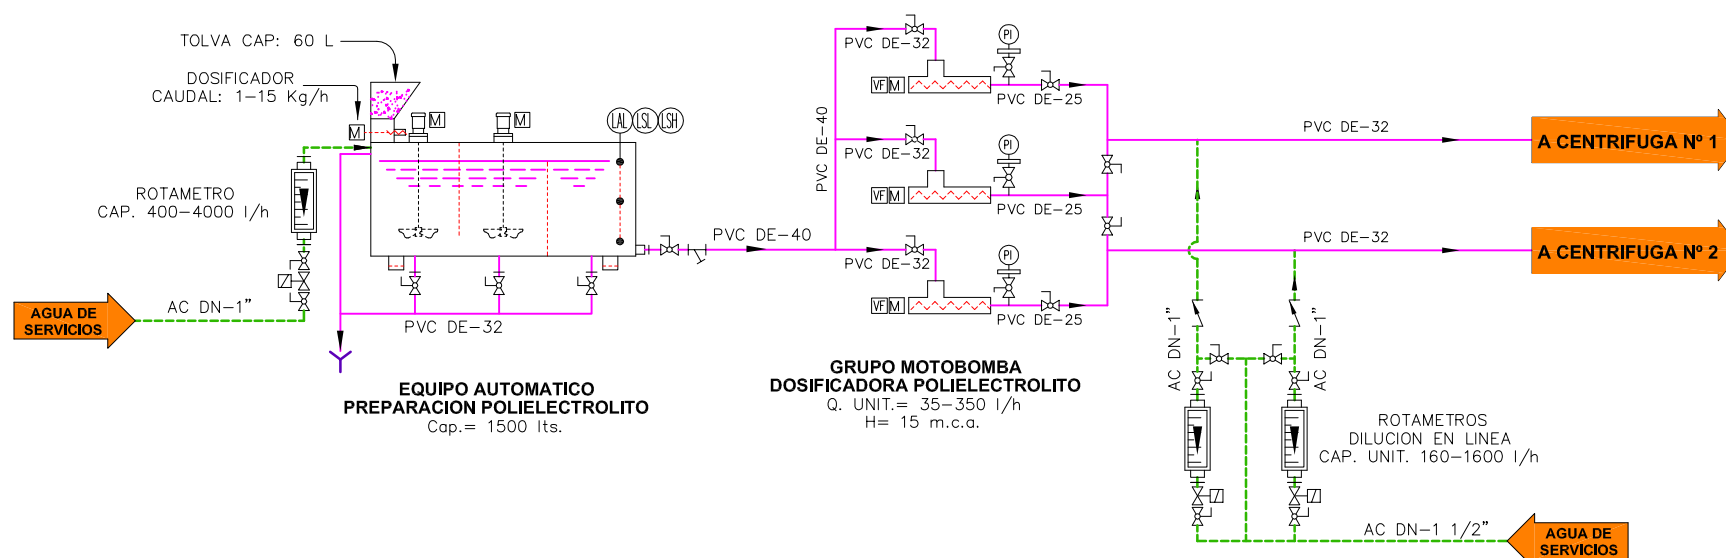 TOLVA CAP: 60 L
DOSIFICADOR
CAUDAL: 1-15 Kg/h
M
M
M
LAL
LSL
LSH
ROTAMETRO
CAP. 400-4000 l/h
AGUA DE
SERVICIOS
AC DN-1"
PVC DE-32
EQUIPO AUTOMATICO
PREPARACION POLIELECTROLITO
Cap.= 1500 lts.
PVC DE-40
PVC DE-40
PVC DE-32
PI
VF
M
PVC DE-25
PVC DE-32
PI
VF
M
PVC DE-25
PVC DE-32
PI
VF
M
PVC DE-25
GRUPO MOTOBOMBA
DOSIFICADORA POLIELECTROLITO
Q. UNIT.= 35-350 l/h
H= 15 m.c.a.
PVC DE-32
A CENTRIFUGA Nº 1
PVC DE-32
A CENTRIFUGA Nº 2
AC DN-1"
AC DN-1"
ROTAMETROS
DILUCION EN LINEA
CAP. UNIT. 160-1600 l/h
AC DN-1 1/2"
AGUA DE
SERVICIOS